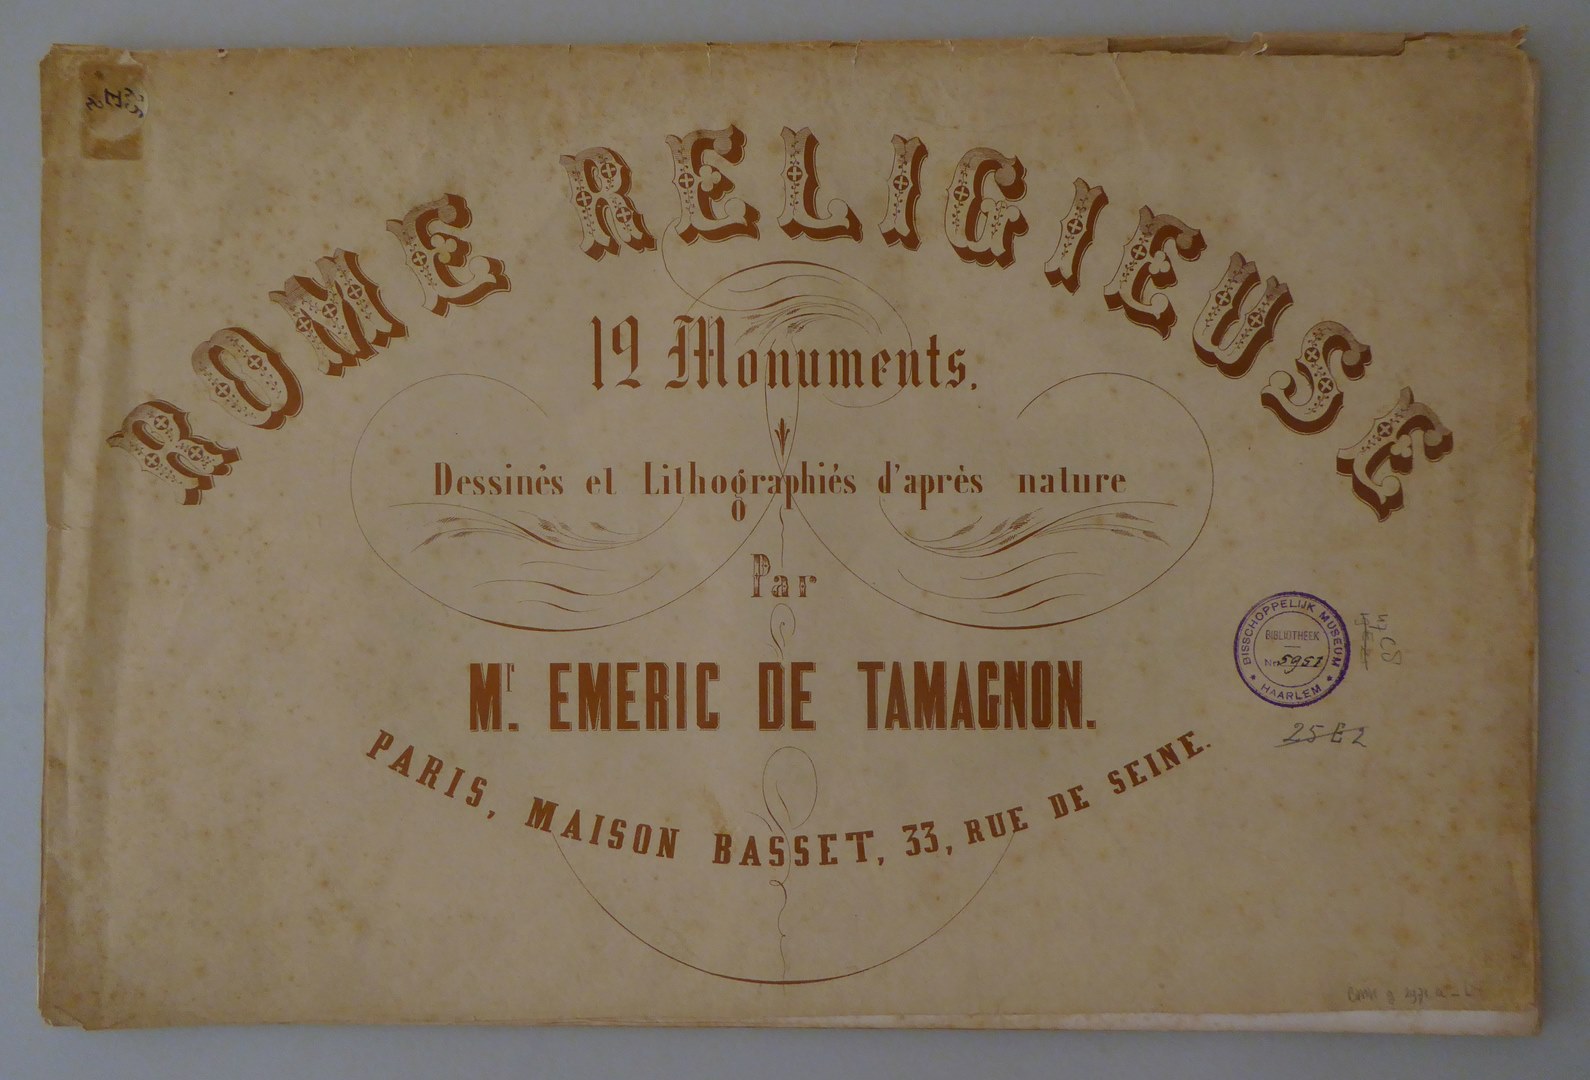 ROME RELIGIEUSE
12 Monuments.
Dessinés et Lithographiés d'après nature
Par
Mr. EMERIC DE TAMAGNON.
PARIS, MAISON BASSET, 33, RUE DE SEINE.
BISSCHOPPELIJK MUSEUM
BIBLIOTHEEK
No 5951
HAARLEM
25 E 2